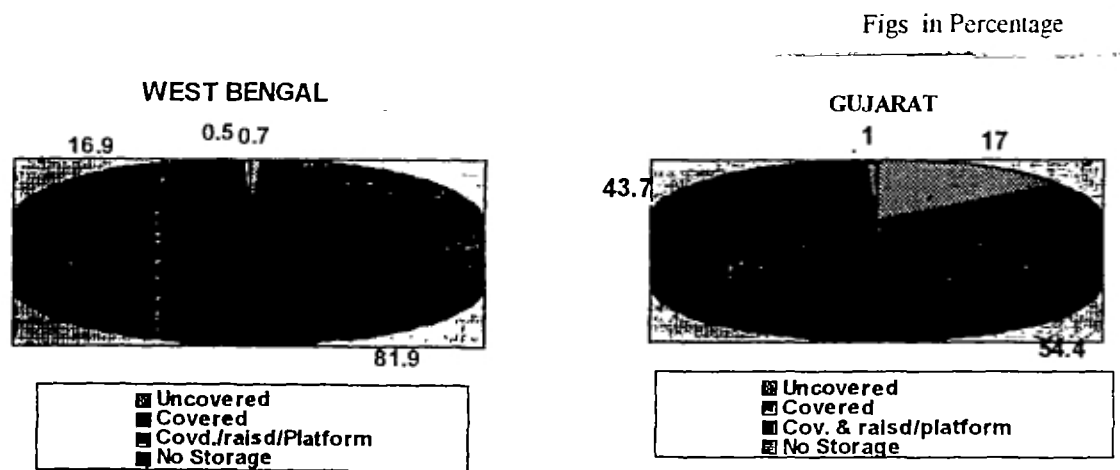 Figs in Percentage
WEST BENGAL
0.5 0.7
16.9
81.9
Uncovered
Covered
Covd./raisd/Platform
No Storage
GUJARAT
1
17
43.7
54.4
Uncovered
Covered
Cov. & raisd/platform
No Storage